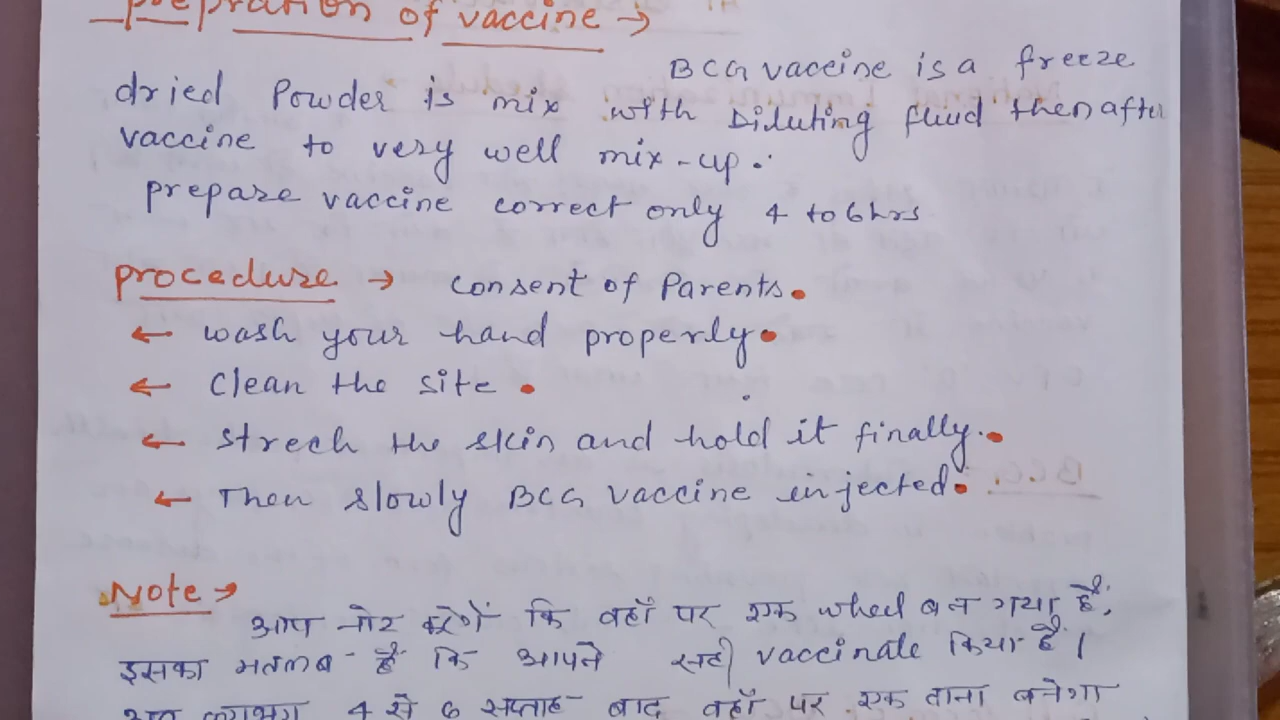 prepration of vaccine →
BCG vaccine is a freeze
dried Powder is mix with Diluting fluid then after
vaccine to very well mix-up.
prepare vaccine correct only 4 to 6 hrs
procedure → Consent of Parents.
← wash your hand properly.
← Clean the site.
← strech the skin and hold it finally.
← Then slowly BCG vaccine injected.
Note →
आप नोट करेगें कि वहाँ पर एक wheel बन गया है,
इसका मतलब है कि आपने सही vaccinate किया है।
अब लगभग 4 से 6 सप्ताह बाद वहाँ पर एक दाना बनेगा